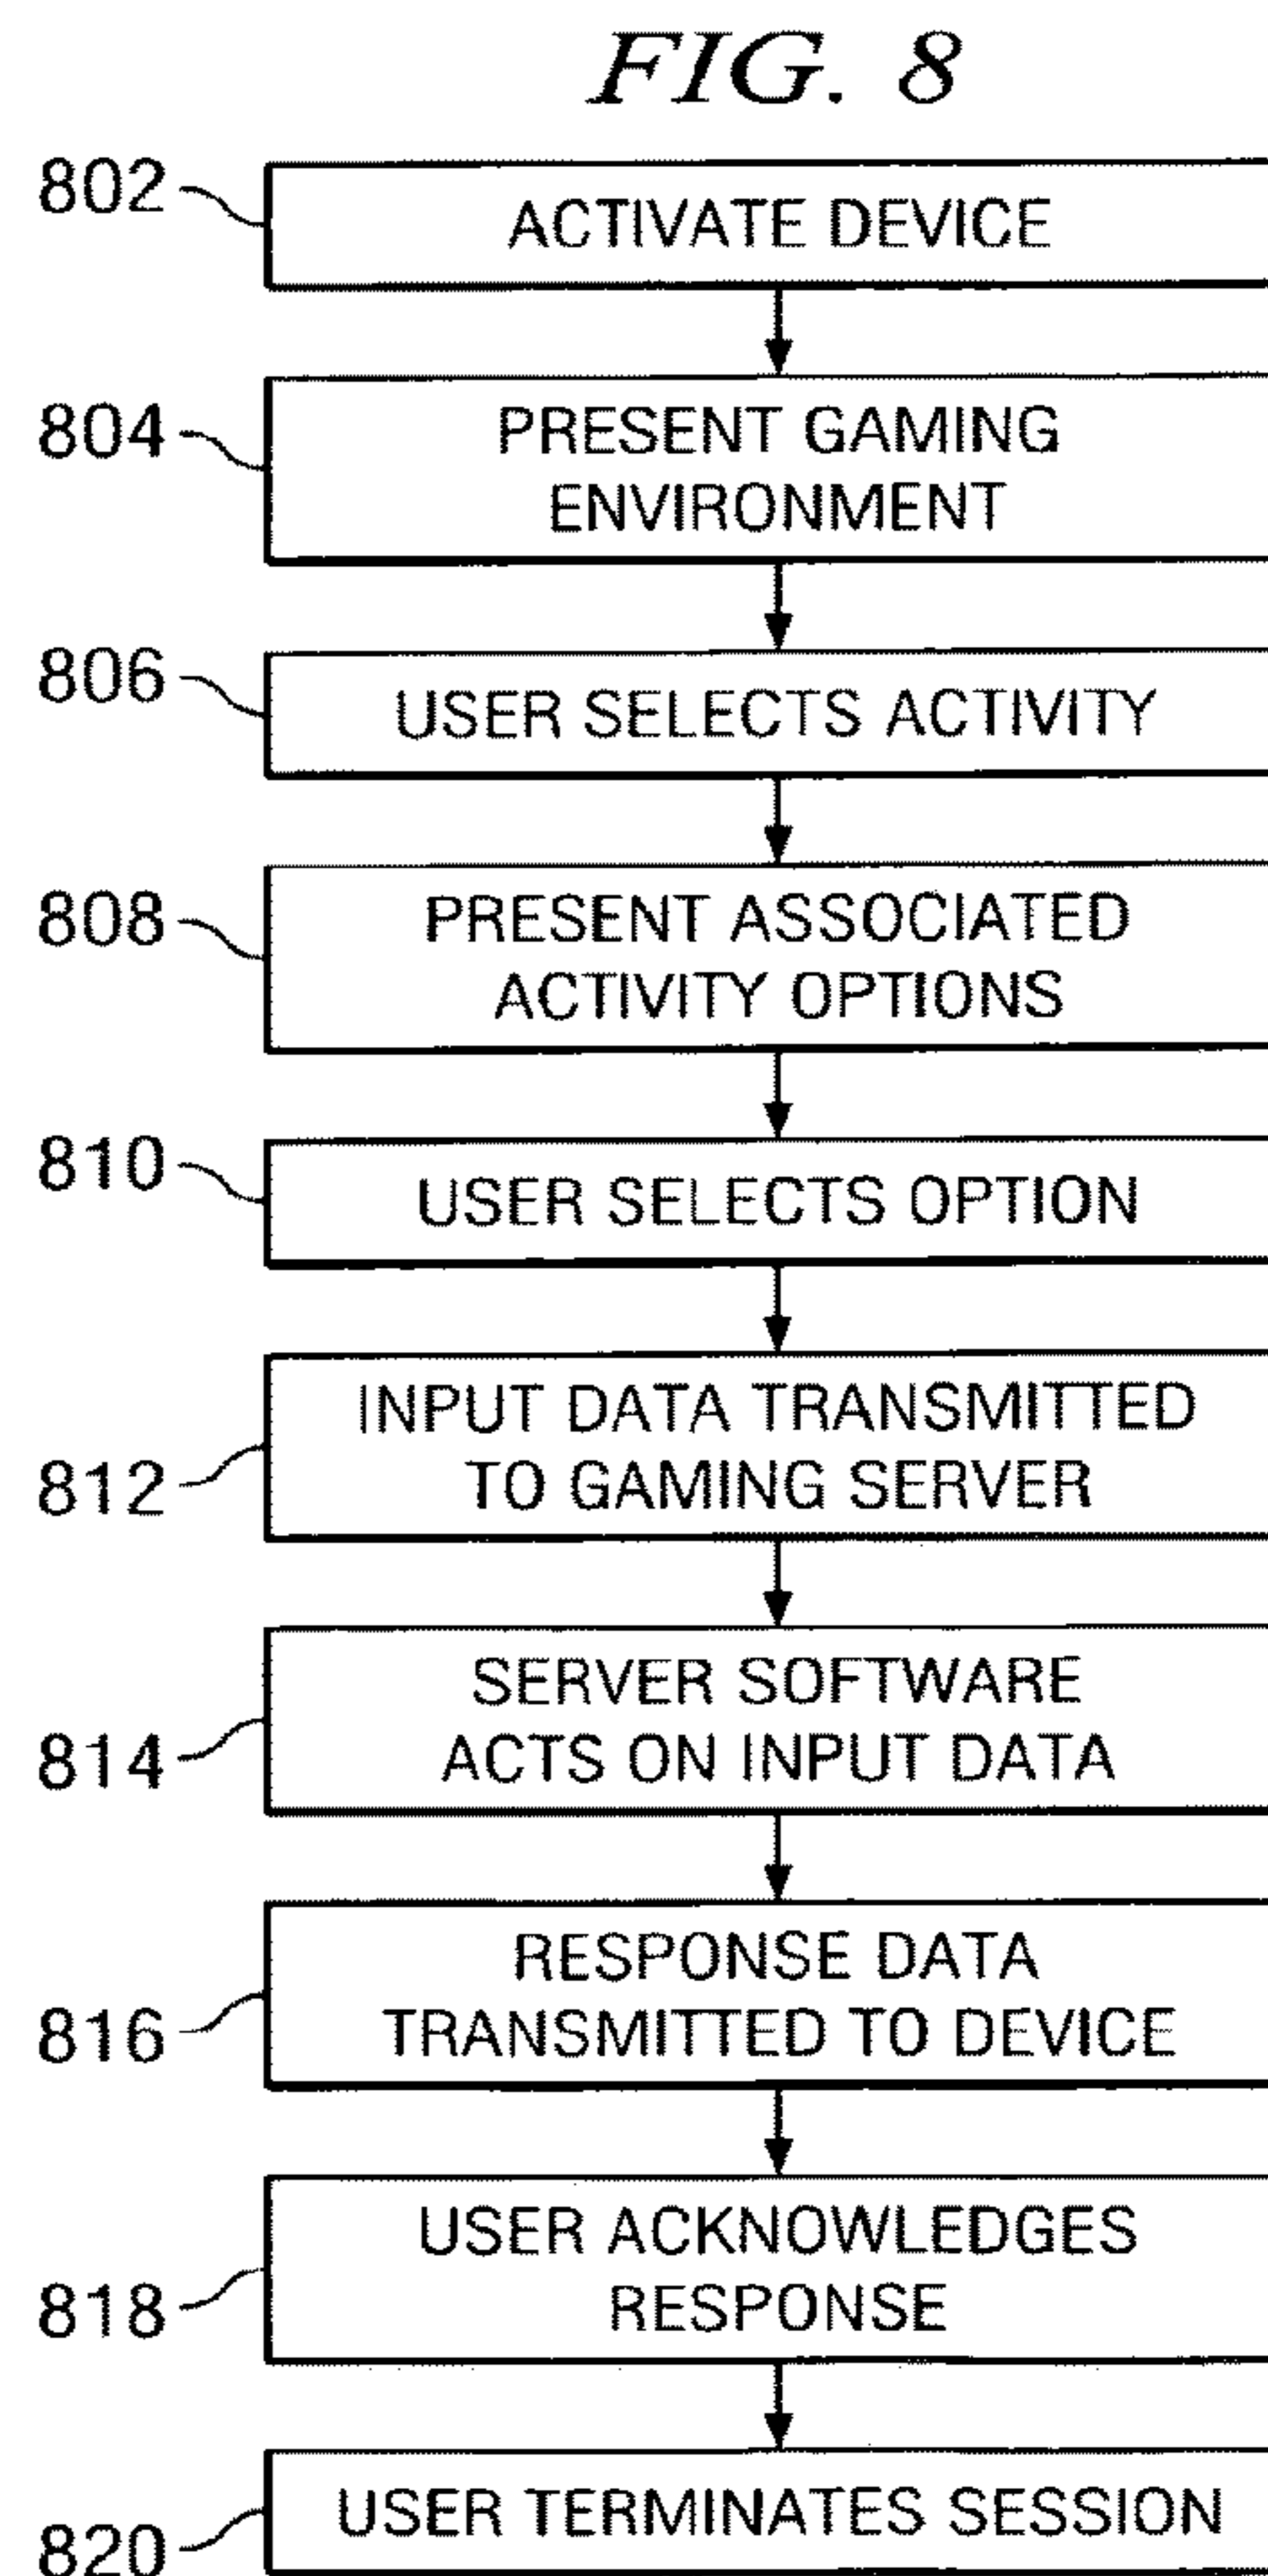 FIG. 8
802
ACTIVATE DEVICE
804
PRESENT GAMING
ENVIRONMENT
806
USER SELECTS ACTIVITY
808
PRESENT ASSOCIATED
ACTIVITY OPTIONS
810
USER SELECTS OPTION
812
INPUT DATA TRANSMITTED
TO GAMING SERVER
814
SERVER SOFTWARE
ACTS ON INPUT DATA
816
RESPONSE DATA
TRANSMITTED TO DEVICE
818
USER ACKNOWLEDGES
RESPONSE
820
USER TERMINATES SESSION